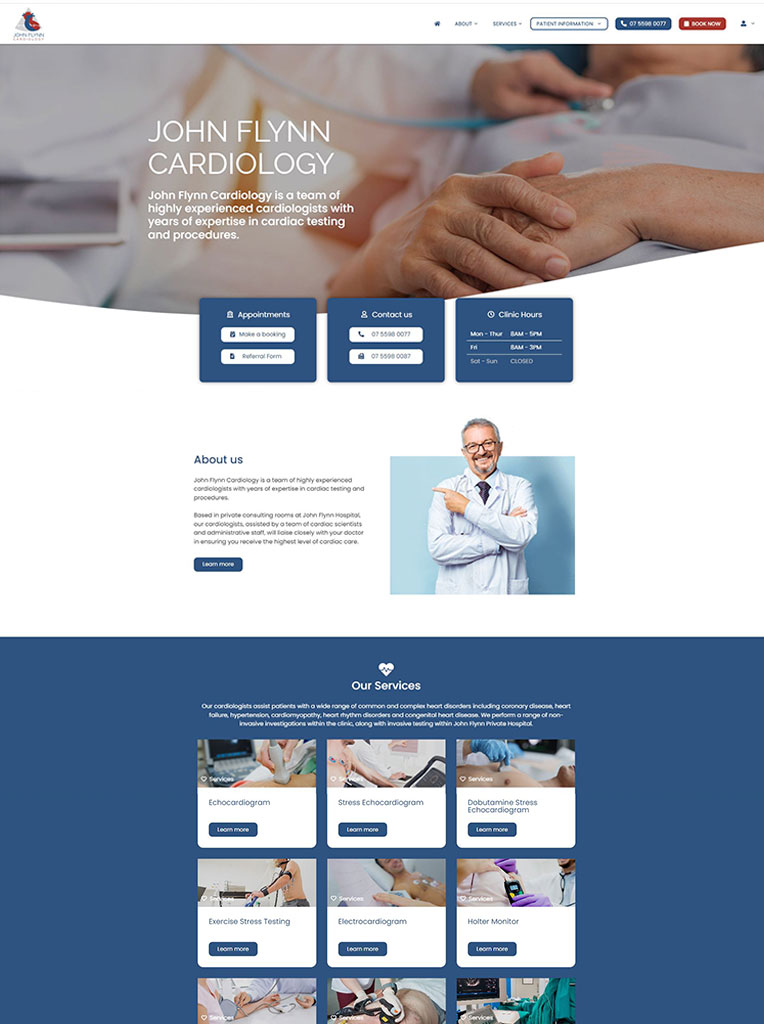 JOHN FLYNN
CARDIOLOGY
ABOUT
SERVICES
PATIENT INFORMATION
07 5598 0077
BOOK NOW
JOHN FLYNN
CARDIOLOGY
John Flynn Cardiology is a team of
highly experienced cardiologists with
years of expertise in cardiac testing
and procedures.
Appointments
Make a booking
Referral Form
Contact us
07 5598 0077
07 5598 0087
Clinic Hours
Mon - Thur 8AM - 5PM
Fri 8AM - 3PM
Sat - Sun CLOSED
About us
John Flynn Cardiology is a team of highly experienced
cardiologists with years of expertise in cardiac testing and
procedures.
Based in private consulting rooms at John Flynn Hospital,
our cardiologists, assisted by a team of cardiac scientists
and administrative staff, will liaise closely with your doctor
in ensuring you receive the highest level of cardiac care.
Learn more
Our Services
Our cardiologists assist patients with a wide range of common and complex heart disorders including coronary disease, heart
failure, hypertension, cardiomyopathy, heart rhythm disorders and congenital heart disease. We perform a range of non-
invasive investigations within the clinic, along with invasive testing within John Flynn Private Hospital.
Services
Echocardiogram
Learn more
Services
Stress Echocardiogram
Learn more
Services
Dobutamine Stress
Echocardiogram
Learn more
Services
Exercise Stress Testing
Learn more
Services
Electrocardiogram
Learn more
Services
Holter Monitor
Learn more
Services
Services
Services